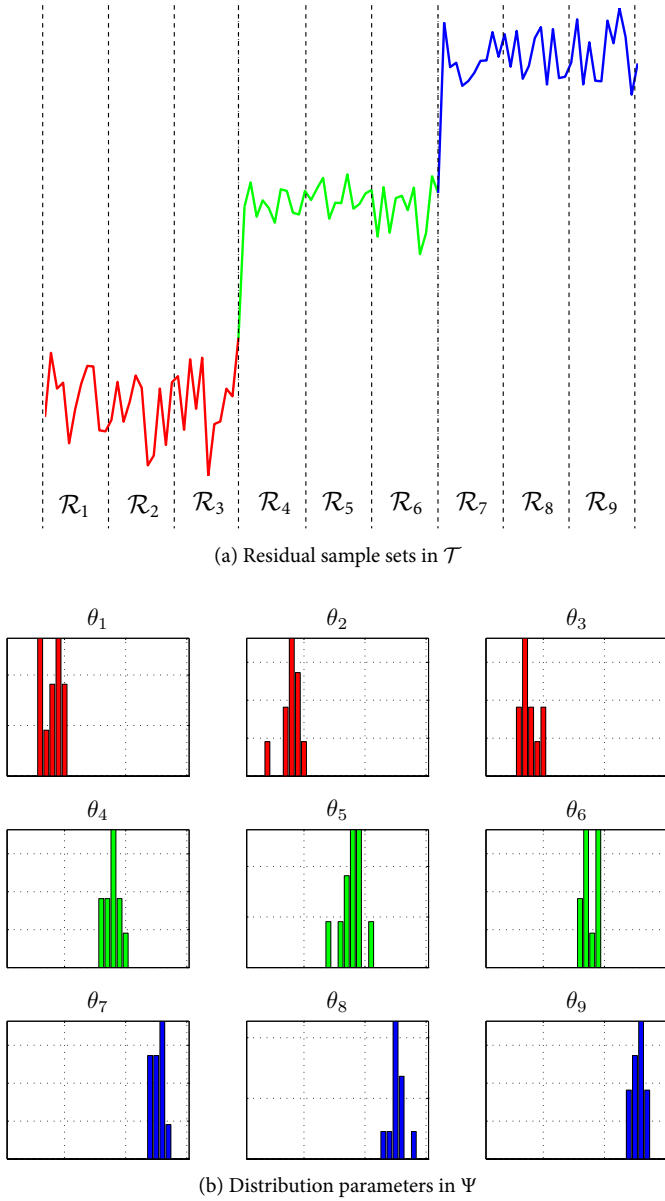 R₁ R₂ R₃ R₄ R₅ R₆ R₇ R₈ R₉
(a) Residual sample sets in T
θ₁ θ₂ θ₃
θ₄ θ₅ θ₆
θ₇ θ₈ θ₉
(b) Distribution parameters in Ψ